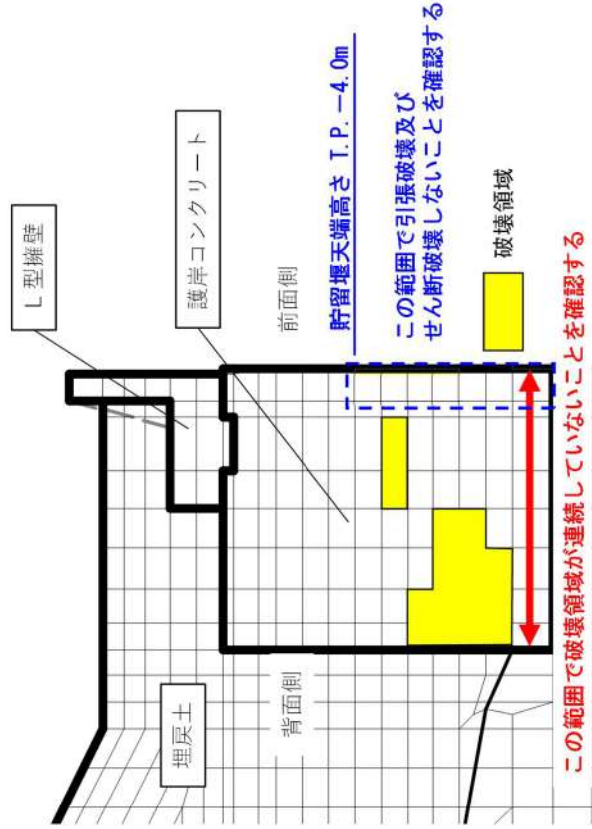 L型擁壁
護岸コンクリート
埋戻土
背面側
前面側
貯留堰天端高さ T.P.－4.0m
この範囲で引張破壊及び
せん断破壊しないことを確認する
破壊領域
この範囲で破壊領域が連続していないことを確認する